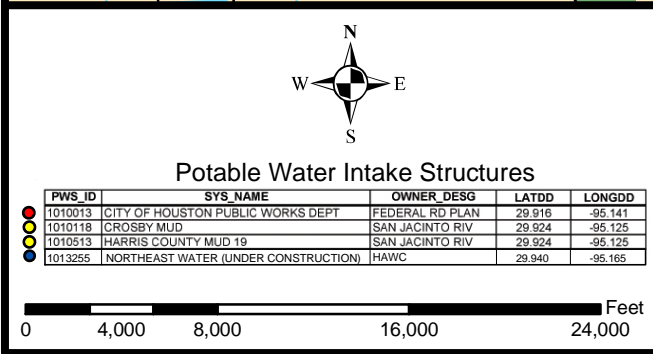 N
W E
S
Potable Water Intake Structures
PWS_ID SYS_NAME OWNER_DESG LATDD LONGDD
1010013 CITY OF HOUSTON PUBLIC WORKS DEPT FEDERAL RD PLAN 29.916 -95.141
1010118 CROSBY MUD SAN JACINTO RIV 29.924 -95.125
1010513 HARRIS COUNTY MUD 19 SAN JACINTO RIV 29.924 -95.125
1013255 NORTHEAST WATER (UNDER CONSTRUCTION) HAWC 29.940 -95.165
Feet
0 4,000 8,000 16,000 24,000